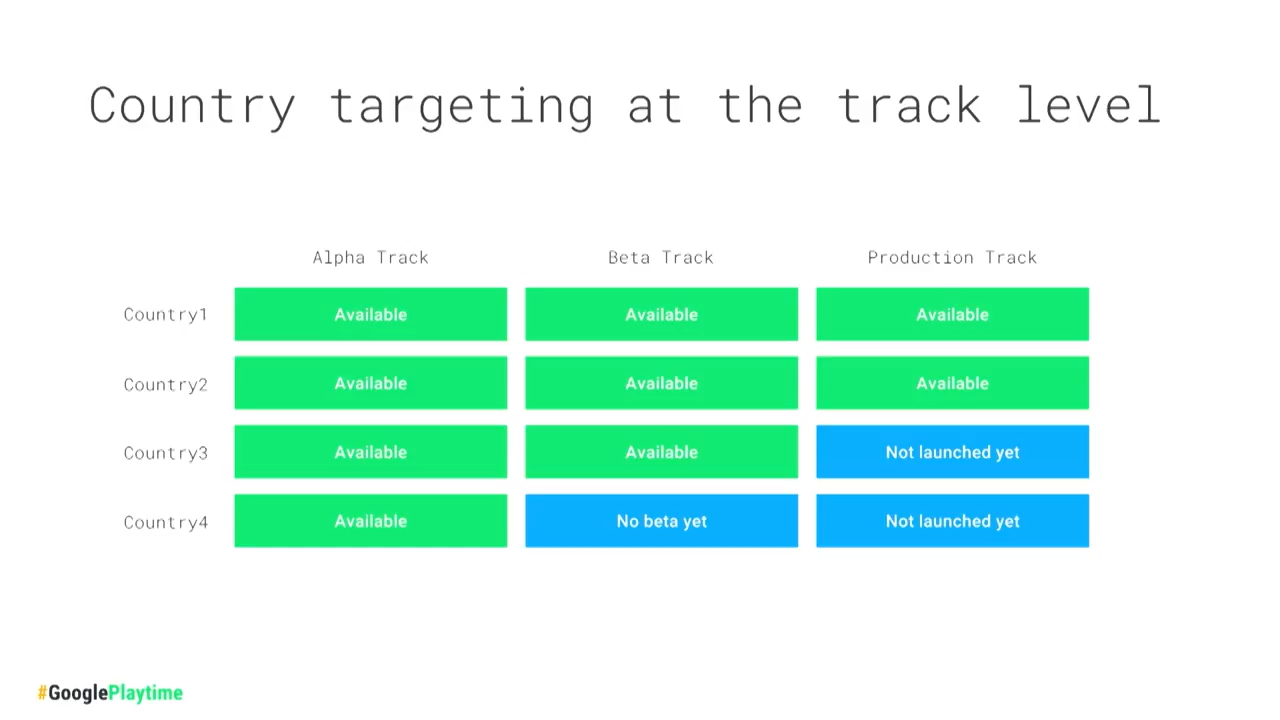 Country targeting at the track level
Alpha Track Beta Track Production Track
Country1 Available Available Available
Country2 Available Available Available
Country3 Available Available Not launched yet
Country4 Available No beta yet Not launched yet
#GooglePlaytime